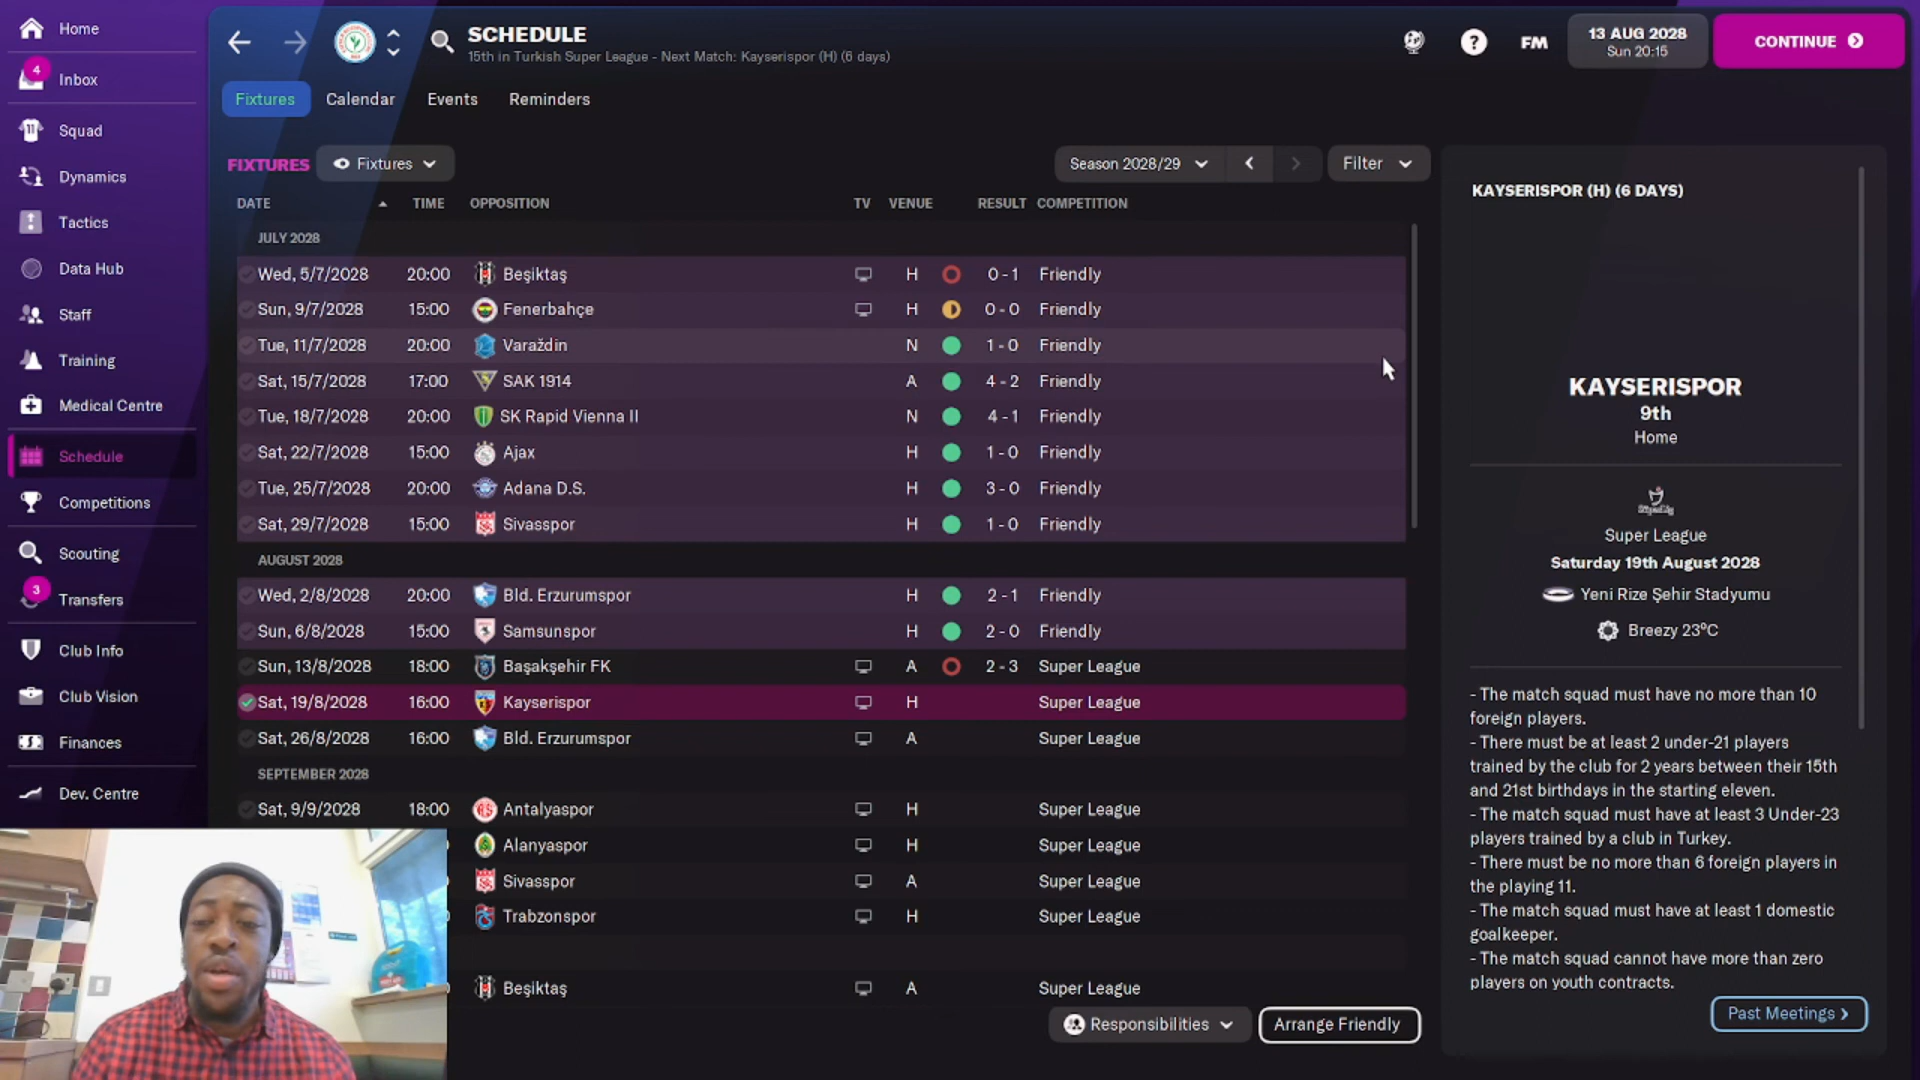 Home
4
Inbox
Squad
Dynamics
Tactics
Data Hub
Staff
Training
Medical Centre
Schedule
Competitions
Scouting
3
Transfers
Club Info
Club Vision
Finances
Dev. Centre
SCHEDULE
15th in Turkish Super League - Next Match: Kayserispor (H) (6 days)
?
FM
13 AUG 2028
Sun 20:15
CONTINUE
Fixtures Calendar Events Reminders
FIXTURES Fixtures Season 2028/29 Filter
DATE TIME OPPOSITION TV VENUE RESULT COMPETITION
JULY 2028
Wed, 5/7/2028 20:00 Beşiktaş H 0 - 1 Friendly
Sun, 9/7/2028 15:00 Fenerbahçe H 0 - 0 Friendly
Tue, 11/7/2028 20:00 Varaždin N 1 - 0 Friendly
Sat, 15/7/2028 17:00 SAK 1914 A 4 - 2 Friendly
Tue, 18/7/2028 20:00 SK Rapid Vienna II N 4 - 1 Friendly
Sat, 22/7/2028 15:00 Ajax H 1 - 0 Friendly
Tue, 25/7/2028 20:00 Adana D.S. H 3 - 0 Friendly
Sat, 29/7/2028 15:00 Sivasspor H 1 - 0 Friendly
AUGUST 2028
Wed, 2/8/2028 20:00 Bld. Erzurumspor H 2 - 1 Friendly
Sun, 6/8/2028 15:00 Samsunspor H 2 - 0 Friendly
Sun, 13/8/2028 18:00 Başakşehir FK A 2 - 3 Super League
Sat, 19/8/2028 16:00 Kayserispor H Super League
Sat, 26/8/2028 16:00 Bld. Erzurumspor A Super League
SEPTEMBER 2028
Sat, 9/9/2028 18:00 Antalyaspor H Super League
Alanyaspor H Super League
Sivasspor A Super League
Trabzonspor H Super League
Beşiktaş A Super League
Responsibilities Arrange Friendly
KAYSERISPOR (H) (6 DAYS)
KAYSERISPOR
9th
Home
Super League
Saturday 19th August 2028
Yeni Rize Şehir Stadyumu
Breezy 23ºC
- The match squad must have no more than 10
foreign players.
- There must be at least 2 under-21 players
trained by the club for 2 years between their 15th
and 21st birthdays in the starting eleven.
- The match squad must have at least 3 Under-23
players trained by a club in Turkey.
- There must be no more than 6 foreign players in
the playing 11.
- The match squad must have at least 1 domestic
goalkeeper.
- The match squad cannot have more than zero
players on youth contracts.
Past Meetings